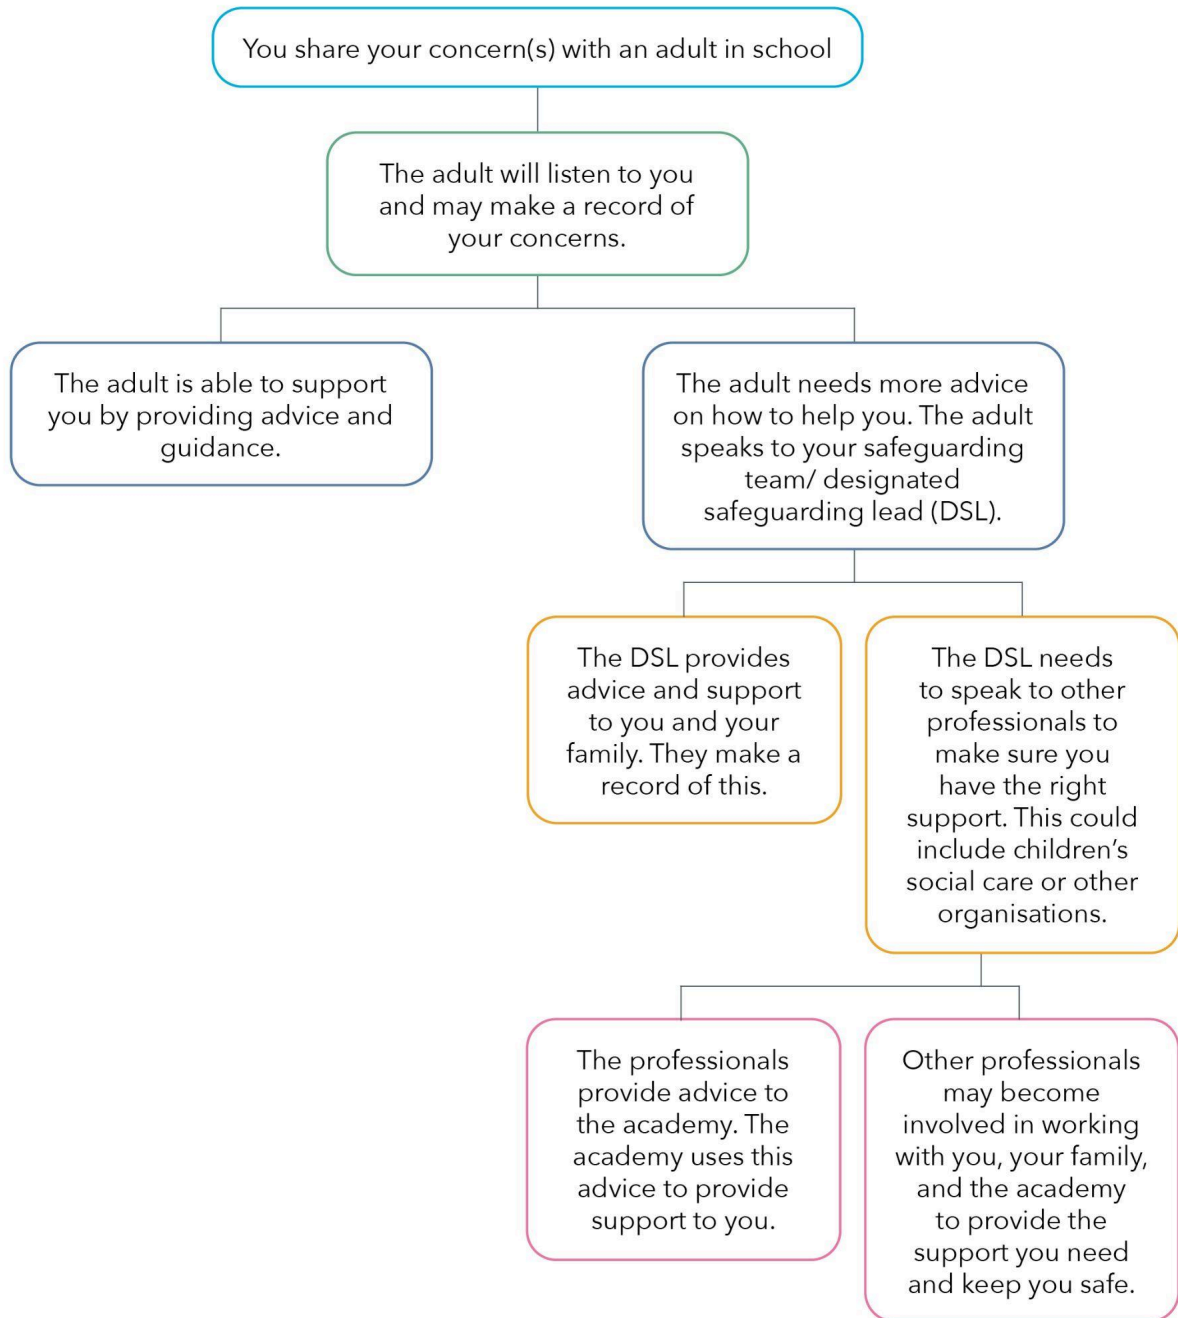 You share your concern(s) with an adult in school
The adult will listen to you
and may make a record of
your concerns.
The adult is able to support
you by providing advice and
guidance.
The adult needs more advice
on how to help you. The adult
speaks to your safeguarding
team/ designated
safeguarding lead (DSL).
The DSL provides
advice and support
to you and your
family. They make a
record of this.
The DSL needs
to speak to other
professionals to
make sure you
have the right
support. This could
include children’s
social care or other
organisations.
The professionals
provide advice to
the academy. The
academy uses this
advice to provide
support to you.
Other professionals
may become
involved in working
with you, your family,
and the academy
to provide the
support you need
and keep you safe.